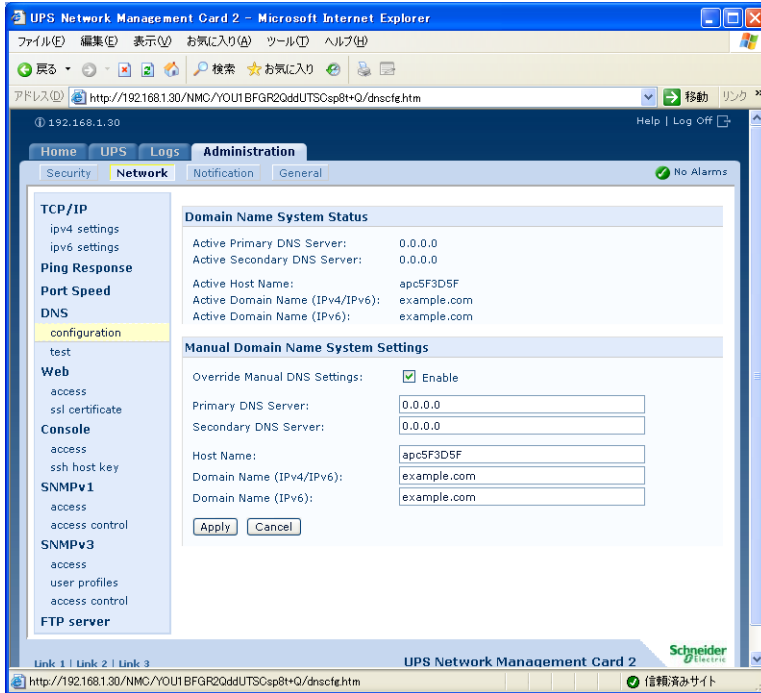 UPS Network Management Card 2 - Microsoft Internet Explorer
ファイル(F) 編集(E) 表示(V) お気に入り(A) ツール(T) ヘルプ(H)
戻る 検索 お気に入り
アドレス(D) http://192.168.1.30/NMC/YOU1BFGR2QddUTSCsp8t+Q/dnscfg.htm 移動 リンク »
192.168.1.30 Help | Log Off
Home UPS Logs Administration
Security Network Notification General No Alarms
TCP/IP
ipv4 settings
ipv6 settings
Ping Response
Port Speed
DNS
configuration
test
Web
access
ssl certificate
Console
access
ssh host key
SNMPv1
access
access control
SNMPv3
access
user profiles
access control
FTP server
Domain Name System Status
Active Primary DNS Server: 0.0.0.0
Active Secondary DNS Server: 0.0.0.0
Active Host Name: apc5F3D5F
Active Domain Name (IPv4/IPv6): example.com
Active Domain Name (IPv6): example.com
Manual Domain Name System Settings
Override Manual DNS Settings: Enable
Primary DNS Server: 0.0.0.0
Secondary DNS Server: 0.0.0.0
Host Name: apc5F3D5F
Domain Name (IPv4/IPv6): example.com
Domain Name (IPv6): example.com
Apply Cancel
Link 1 | Link 2 | Link 3 UPS Network Management Card 2 Schneider Electric
http://192.168.1.30/NMC/YOU1BFGR2QddUTSCsp8t+Q/dnscfg.htm 信頼済みサイト